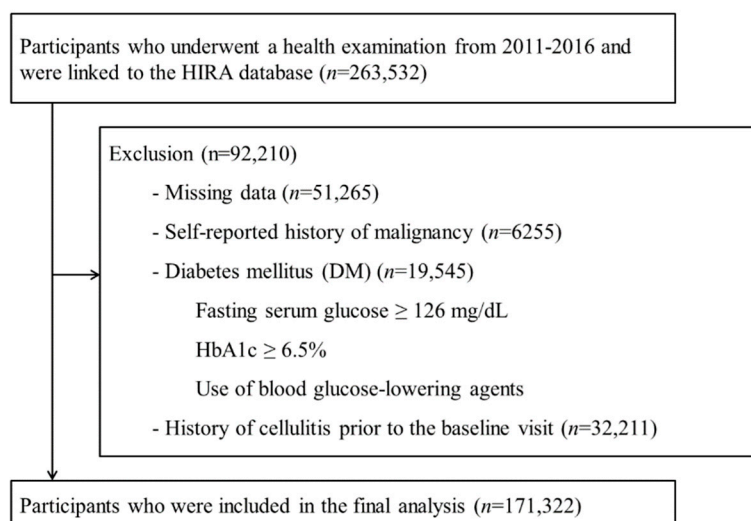 Participants who underwent a health examination from 2011-2016 and
were linked to the HIRA database (n=263,532)
Exclusion (n=92,210)
- Missing data (n=51,265)
- Self-reported history of malignancy (n=6255)
- Diabetes mellitus (DM) (n=19,545)
Fasting serum glucose ≥ 126 mg/dL
HbA1c ≥ 6.5%
Use of blood glucose-lowering agents
- History of cellulitis prior to the baseline visit (n=32,211)
Participants who were included in the final analysis (n=171,322)